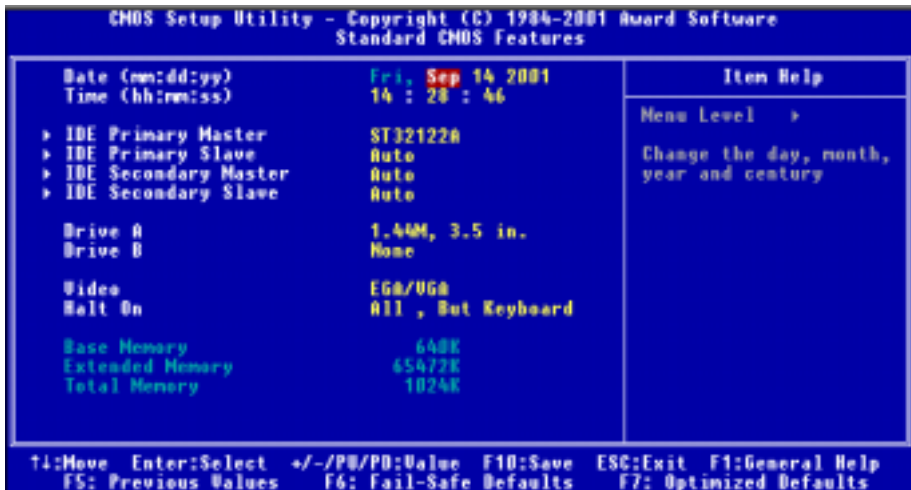 CMOS Setup Utility - Copyright (C) 1984-2001 Award Software
Standard CMOS Features
Date (mm:dd:yy) Fri, Sep 14 2001
Time (hh:mm:ss) 14 : 28 : 46
IDE Primary Master ST32122A
IDE Primary Slave Auto
IDE Secondary Master Auto
IDE Secondary Slave Auto
Drive A 1.44M, 3.5 in.
Drive B None
Video EGA/VGA
Halt On All , But Keyboard
Base Memory 640K
Extended Memory 65472K
Total Memory 1024K
Item Help
Menu Level
Change the day, month,
year and century
↑↓:Move Enter:Select +/-/PU/PD:Value F10:Save ESC:Exit F1:General Help
F5: Previous Values F6: Fail-Safe Defaults F7: Optimized Defaults